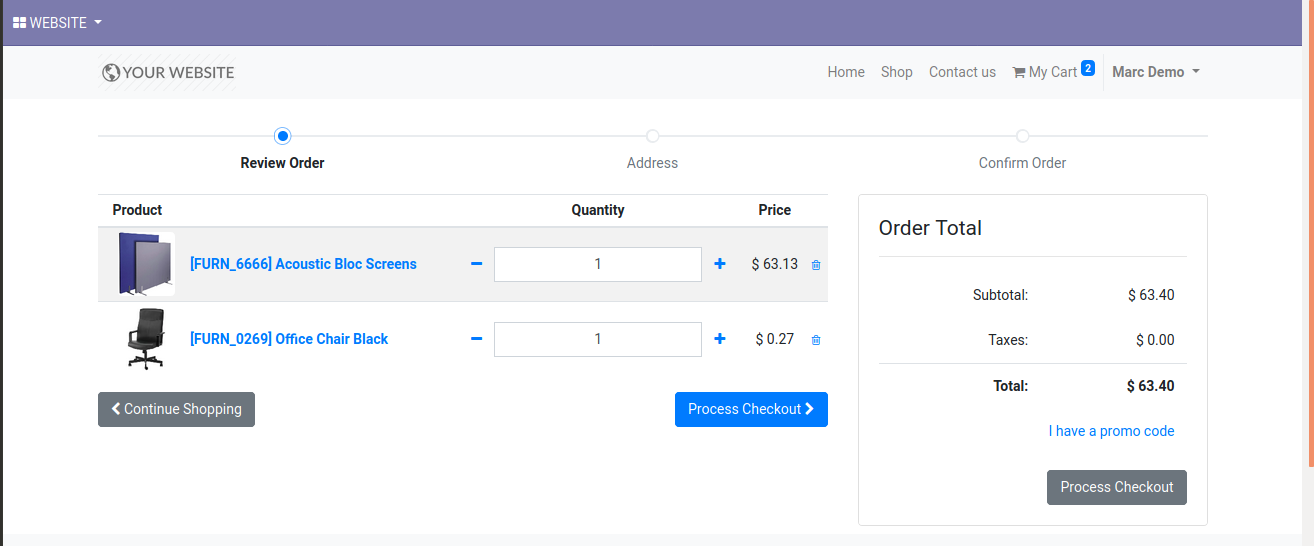 WEBSITE
YOUR WEBSITE
Home Shop Contact us My Cart 2 Marc Demo
Review Order Address Confirm Order
Product Quantity Price
[FURN_6666] Acoustic Bloc Screens 1 $ 63.13
[FURN_0269] Office Chair Black 1 $ 0.27
Continue Shopping Process Checkout
Order Total
Subtotal: $ 63.40
Taxes: $ 0.00
Total: $ 63.40
I have a promo code
Process Checkout